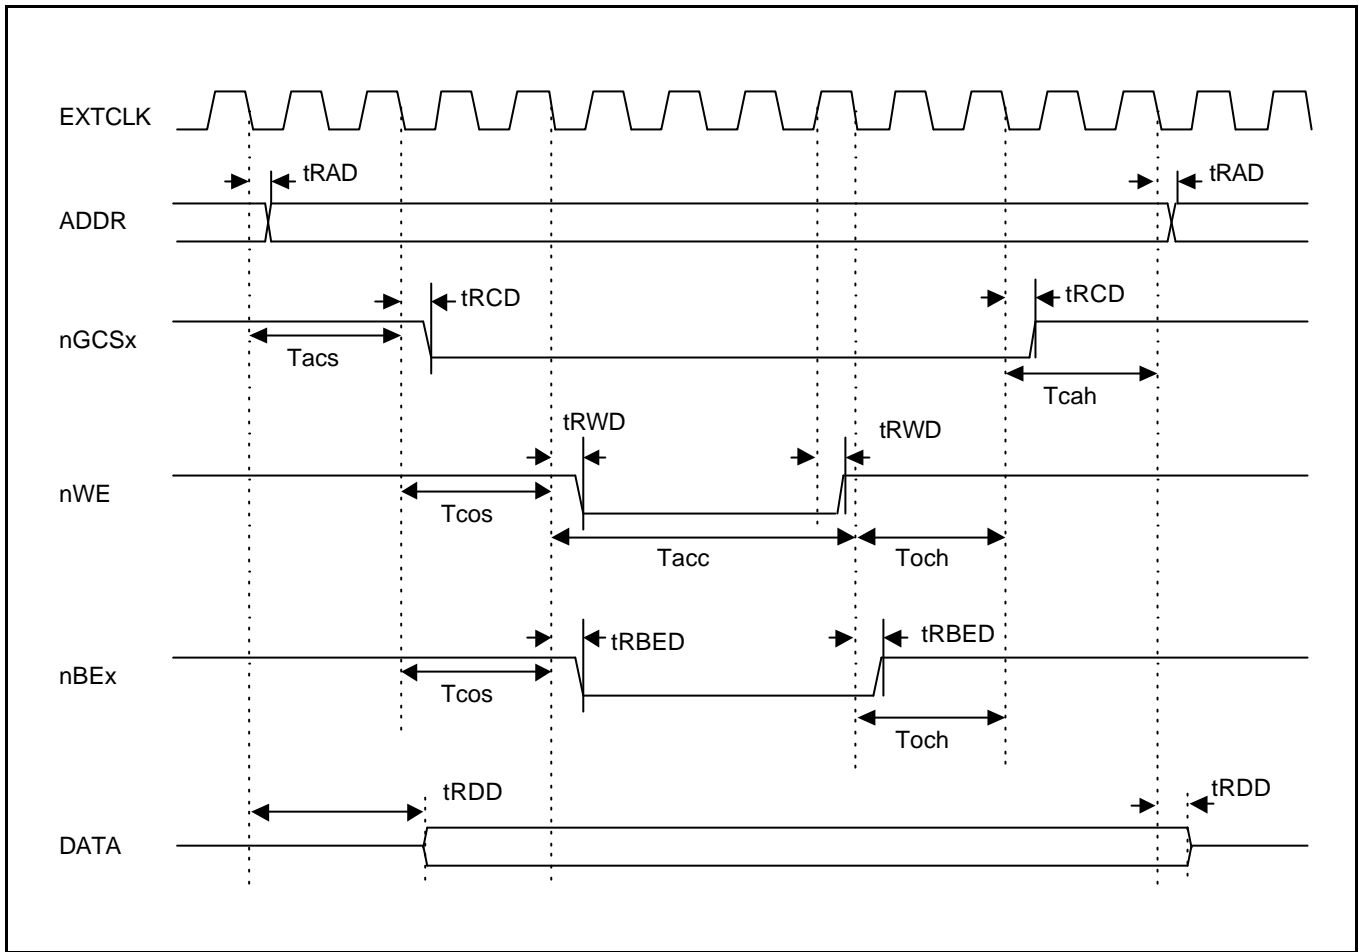 EXTCLK
tRAD
tRAD
ADDR
tRCD
tRCD
nGCSx
Tacs
Tcah
tRWD
tRWD
nWE
Tcos
Tacc
Toch
tRBED
tRBED
nBEx
Tcos
Toch
tRDD
tRDD
DATA